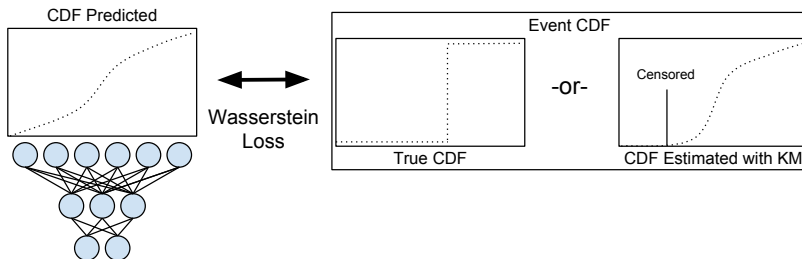 CDF Predicted
Wasserstein
Loss
Event CDF
True CDF
-or-
Censored
CDF Estimated with KM